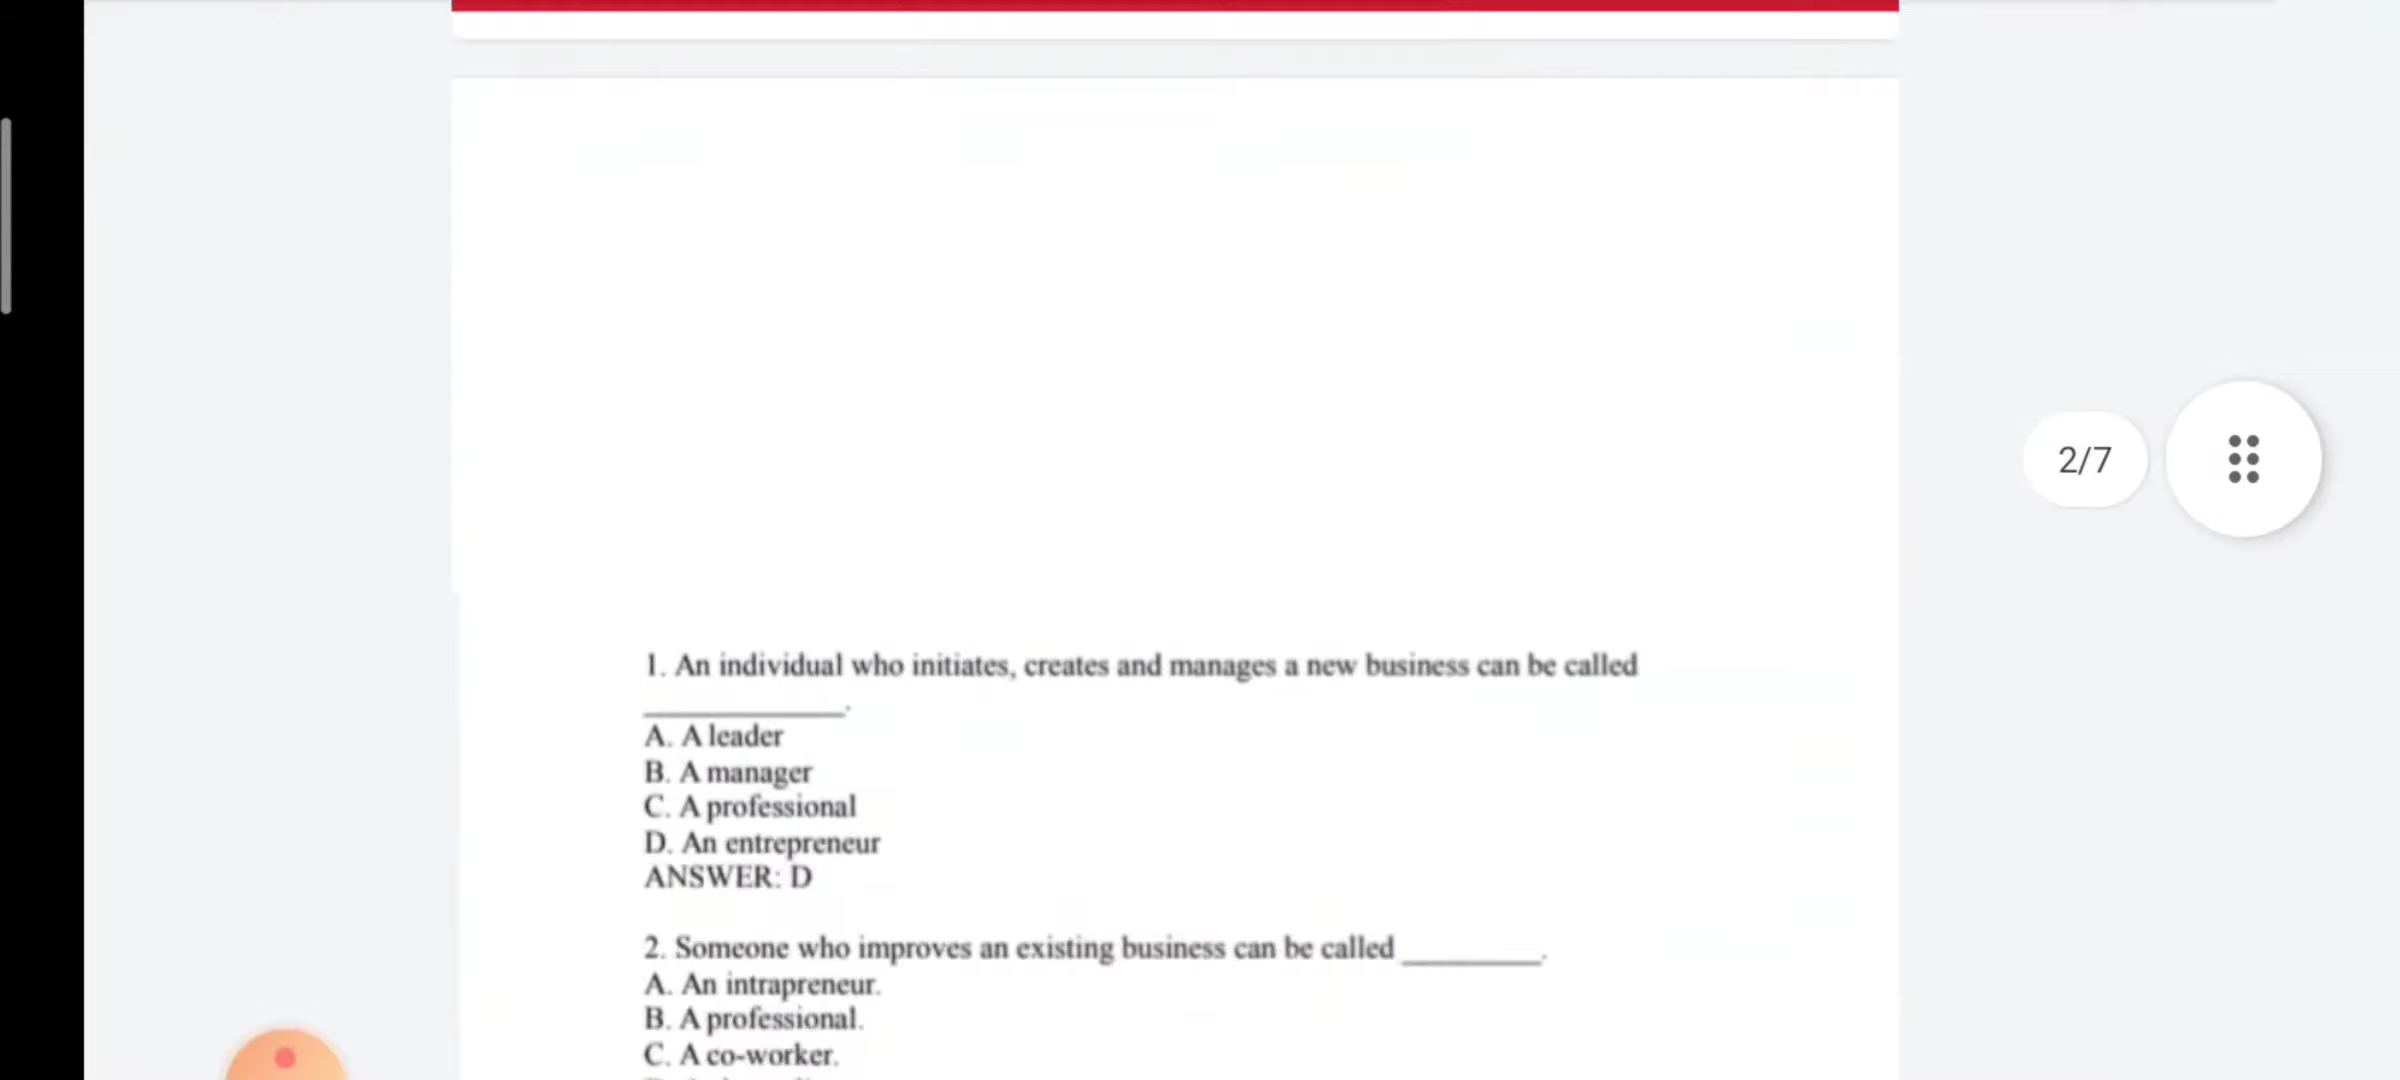 1. An individual who initiates, creates and manages a new business can be called
______________.
A. A leader
B. A manager
C. A professional
D. An entrepreneur
ANSWER: D
2. Someone who improves an existing business can be called __________.
A. An intrapreneur.
B. A professional.
C. A co-worker.
2/7